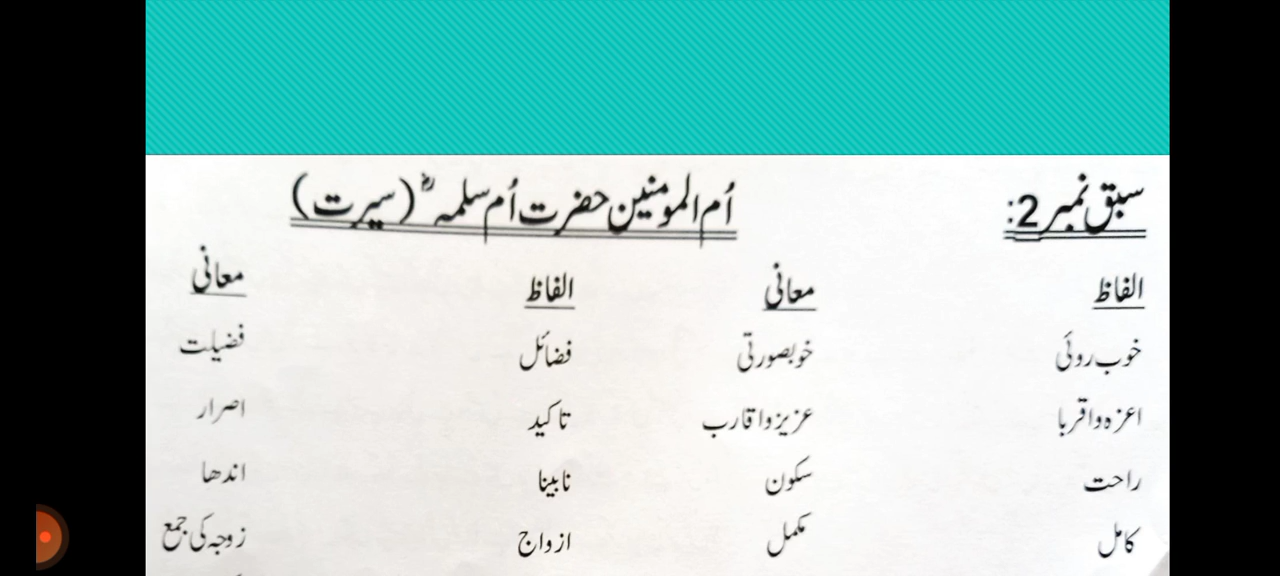 سبق نمبر 2: اُم المومنین حضرت اُم سلمہ ؓ (سیرت)
الفاظ معانی الفاظ معانی
خوب روئی خوبصورتی فضائل فضیلت
اعزہ واقربا عزیز واقارب تاکید اصرار
راحت سکون نابینا اندھا
کامل مکمل ازواج زوجہ کی جمع